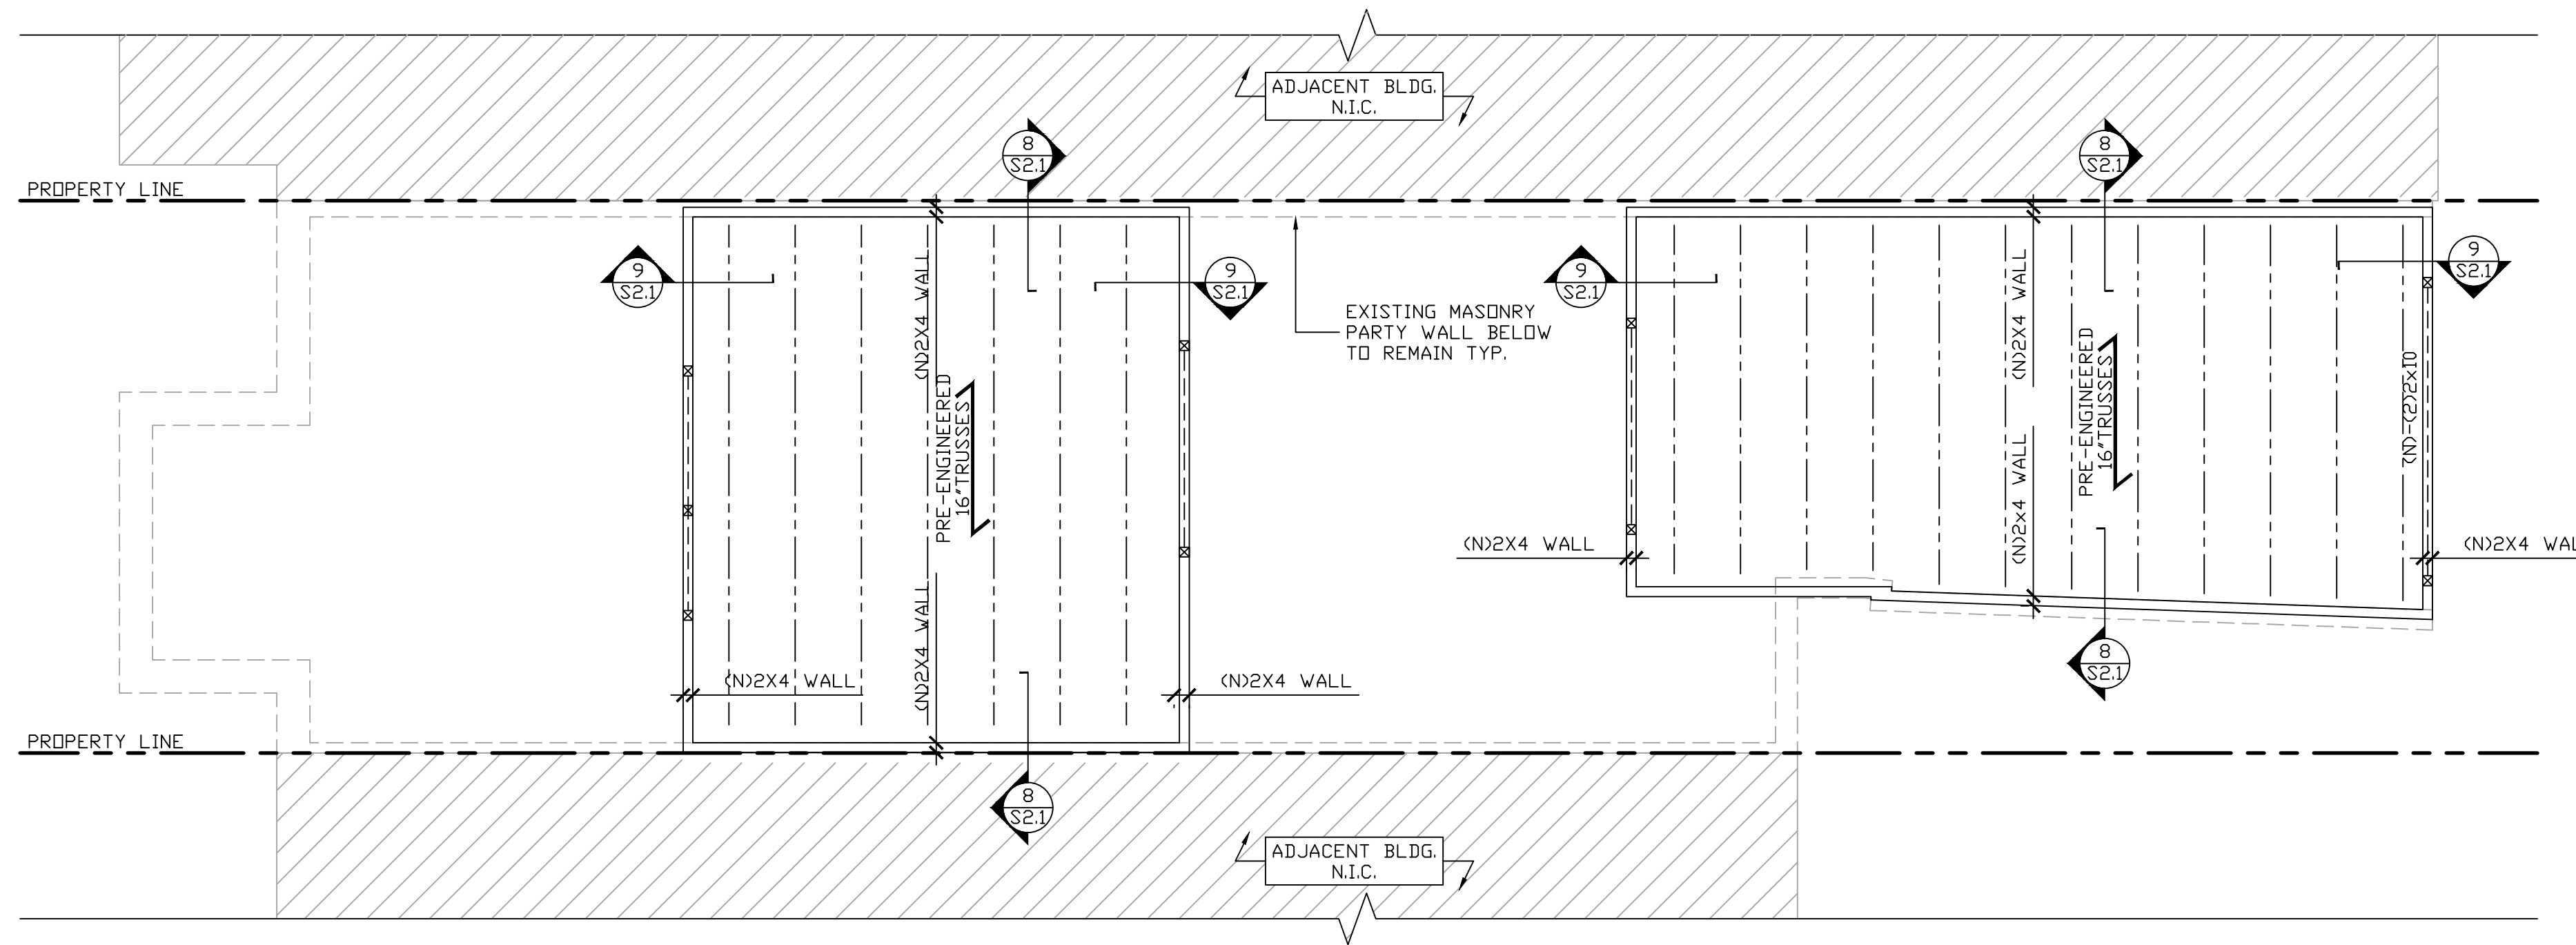 ADJACENT BLDG.
N.I.C.
8
S2.1
8
S2.1
PROPERTY LINE
9
S2.1
9
S2.1
9
S2.1
9
S2.1
(N)2X4 WALL
(N)2X4 WALL
EXISTING MASONRY
PARTY WALL BELOW
TO REMAIN TYP.
PRE-ENGINEERED
16"TRUSSES
PRE-ENGINEERED
16"TRUSSES
(N)-(2)2x10
(N)2X4 WALL
(N)2x4 WALL
(N)2X4 WAL
(N)2X4 WALL
(N)2X4 WALL
(N)2X4 WALL
8
S2.1
PROPERTY LINE
8
S2.1
ADJACENT BLDG.
N.I.C.